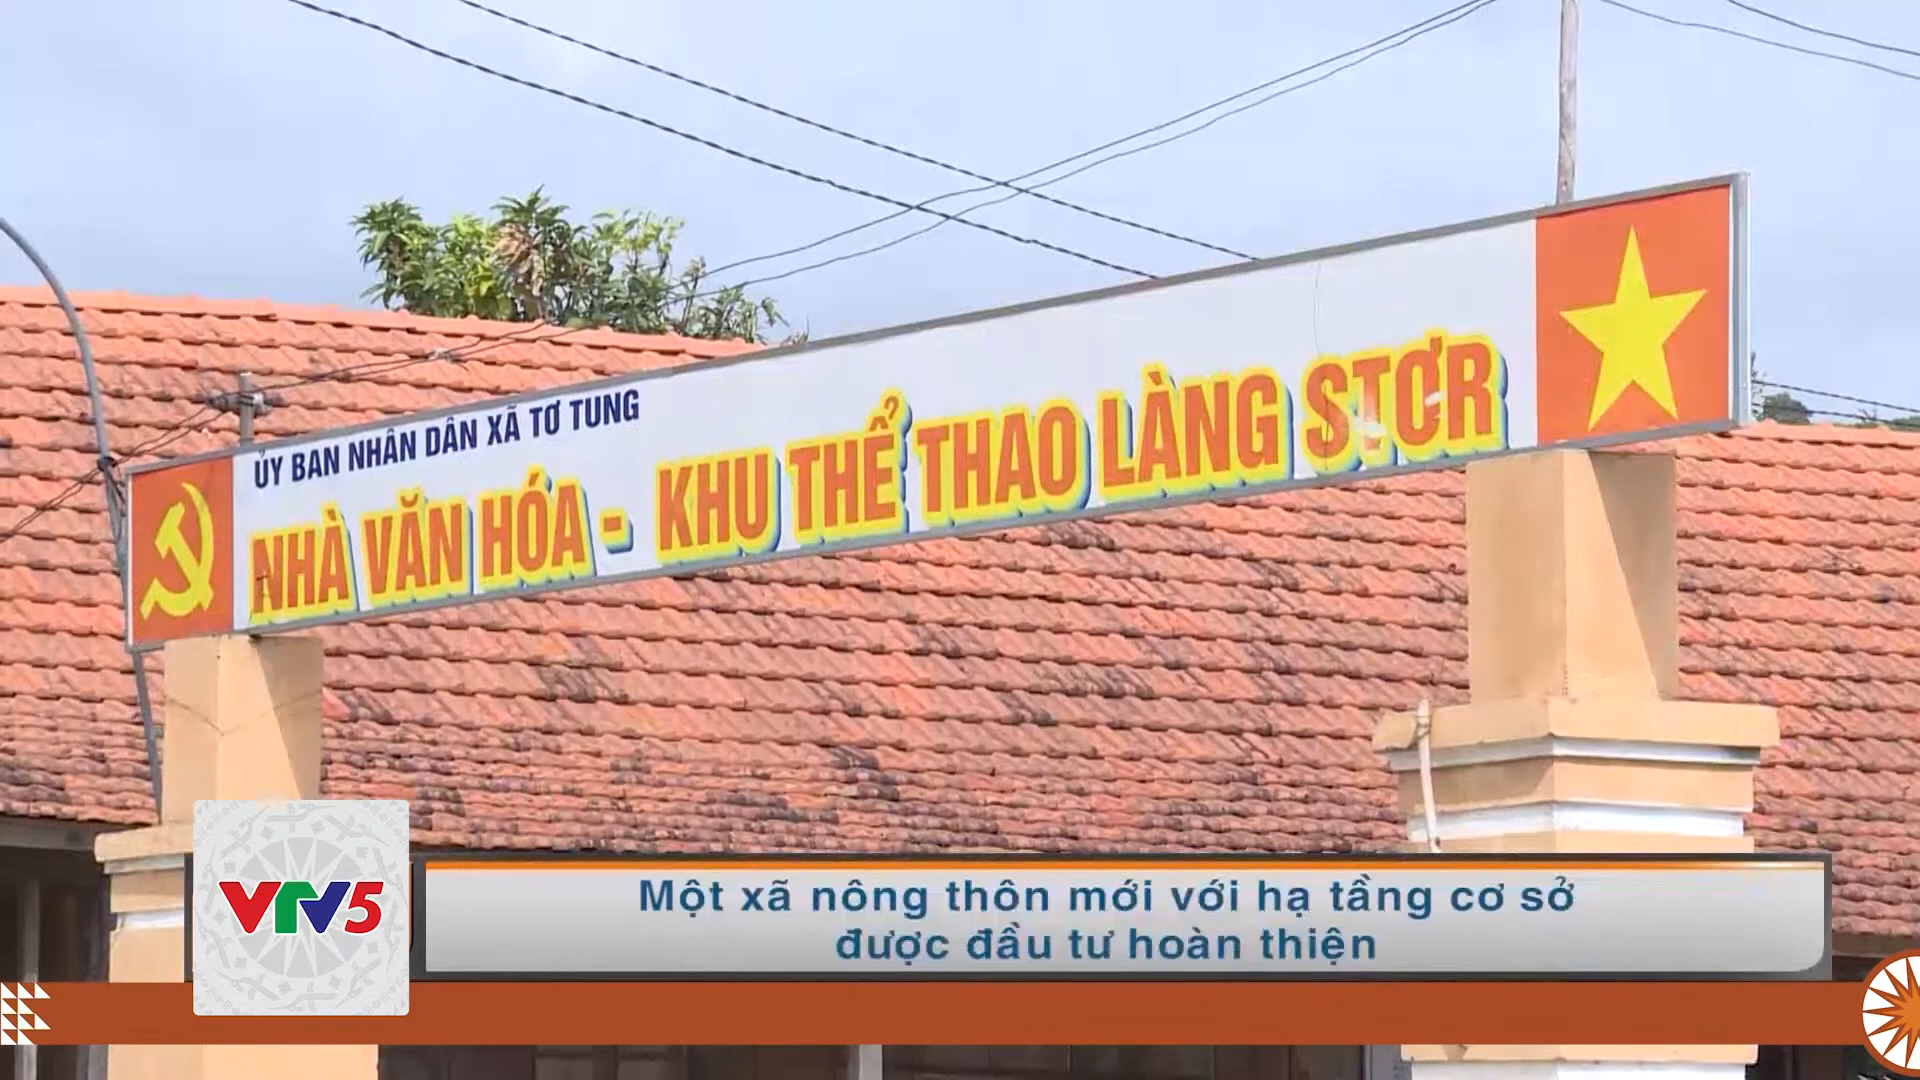 ỦY BAN NHÂN DÂN XÃ TƠ TUNG
NHÀ VĂN HÓA - KHU THỂ THAO LÀNG STƠR
VTV5
Một xã nông thôn mới với hạ tầng cơ sở
được đầu tư hoàn thiện